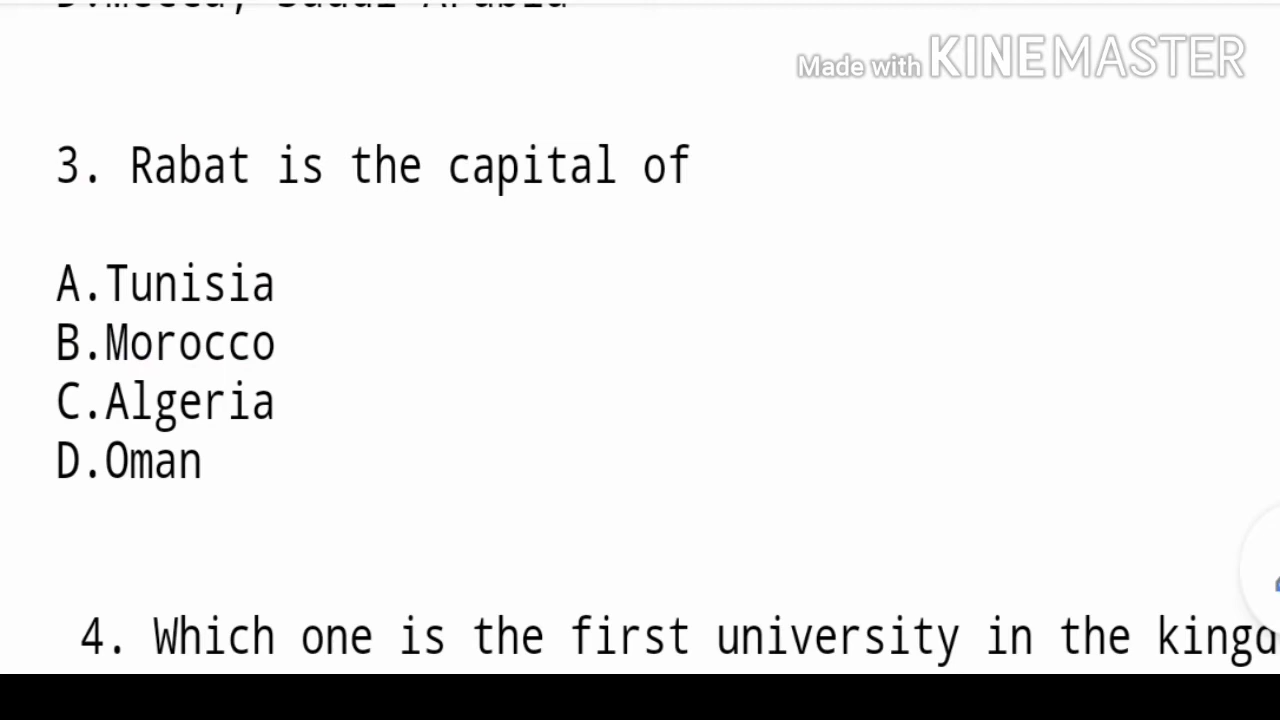 Made with KINEMASTER
3. Rabat is the capital of
A.Tunisia
B.Morocco
C.Algeria
D.Oman
4. Which one is the first university in the